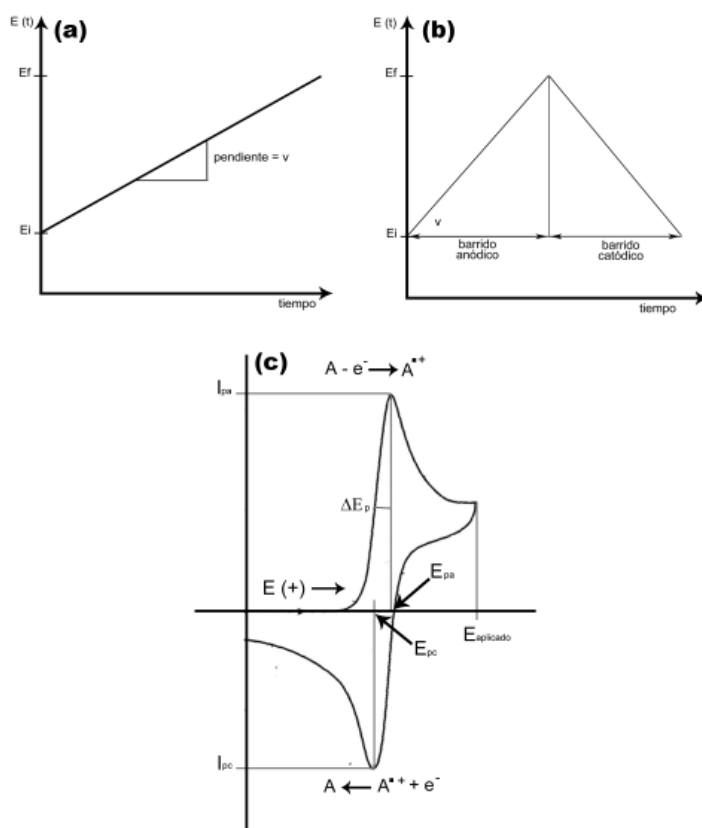 E (t)
(a)
Ef
pendiente = v
Ei
tiempo
E (t)
(b)
Ef
v
Ei
barrido
anódico
barrido
catódico
tiempo
(c)
A - e⁻ → A•+
Ipa
ΔEp
E (+) →
Epa
Epc
Eaplicado
Ipc
A ← A•+ + e⁻